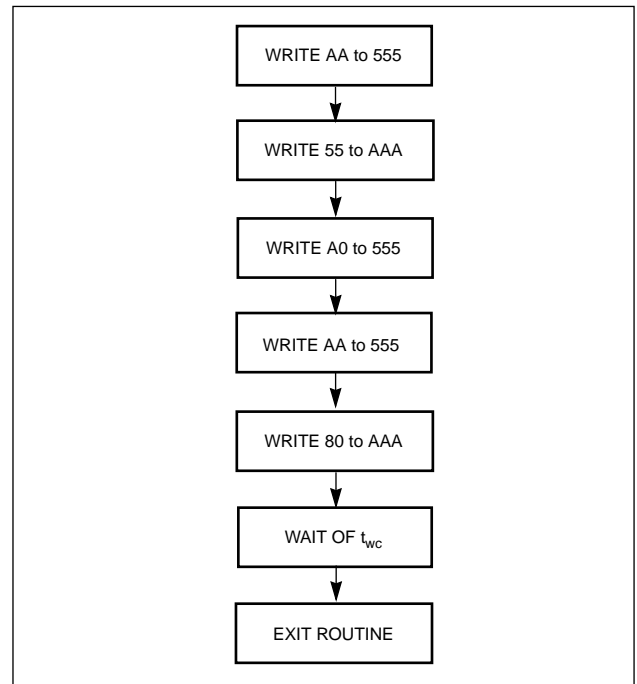 WRITE AA to 555
WRITE 55 to AAA
WRITE A0 to 555
WRITE AA to 555
WRITE 80 to AAA
WAIT OF twc
EXIT ROUTINE